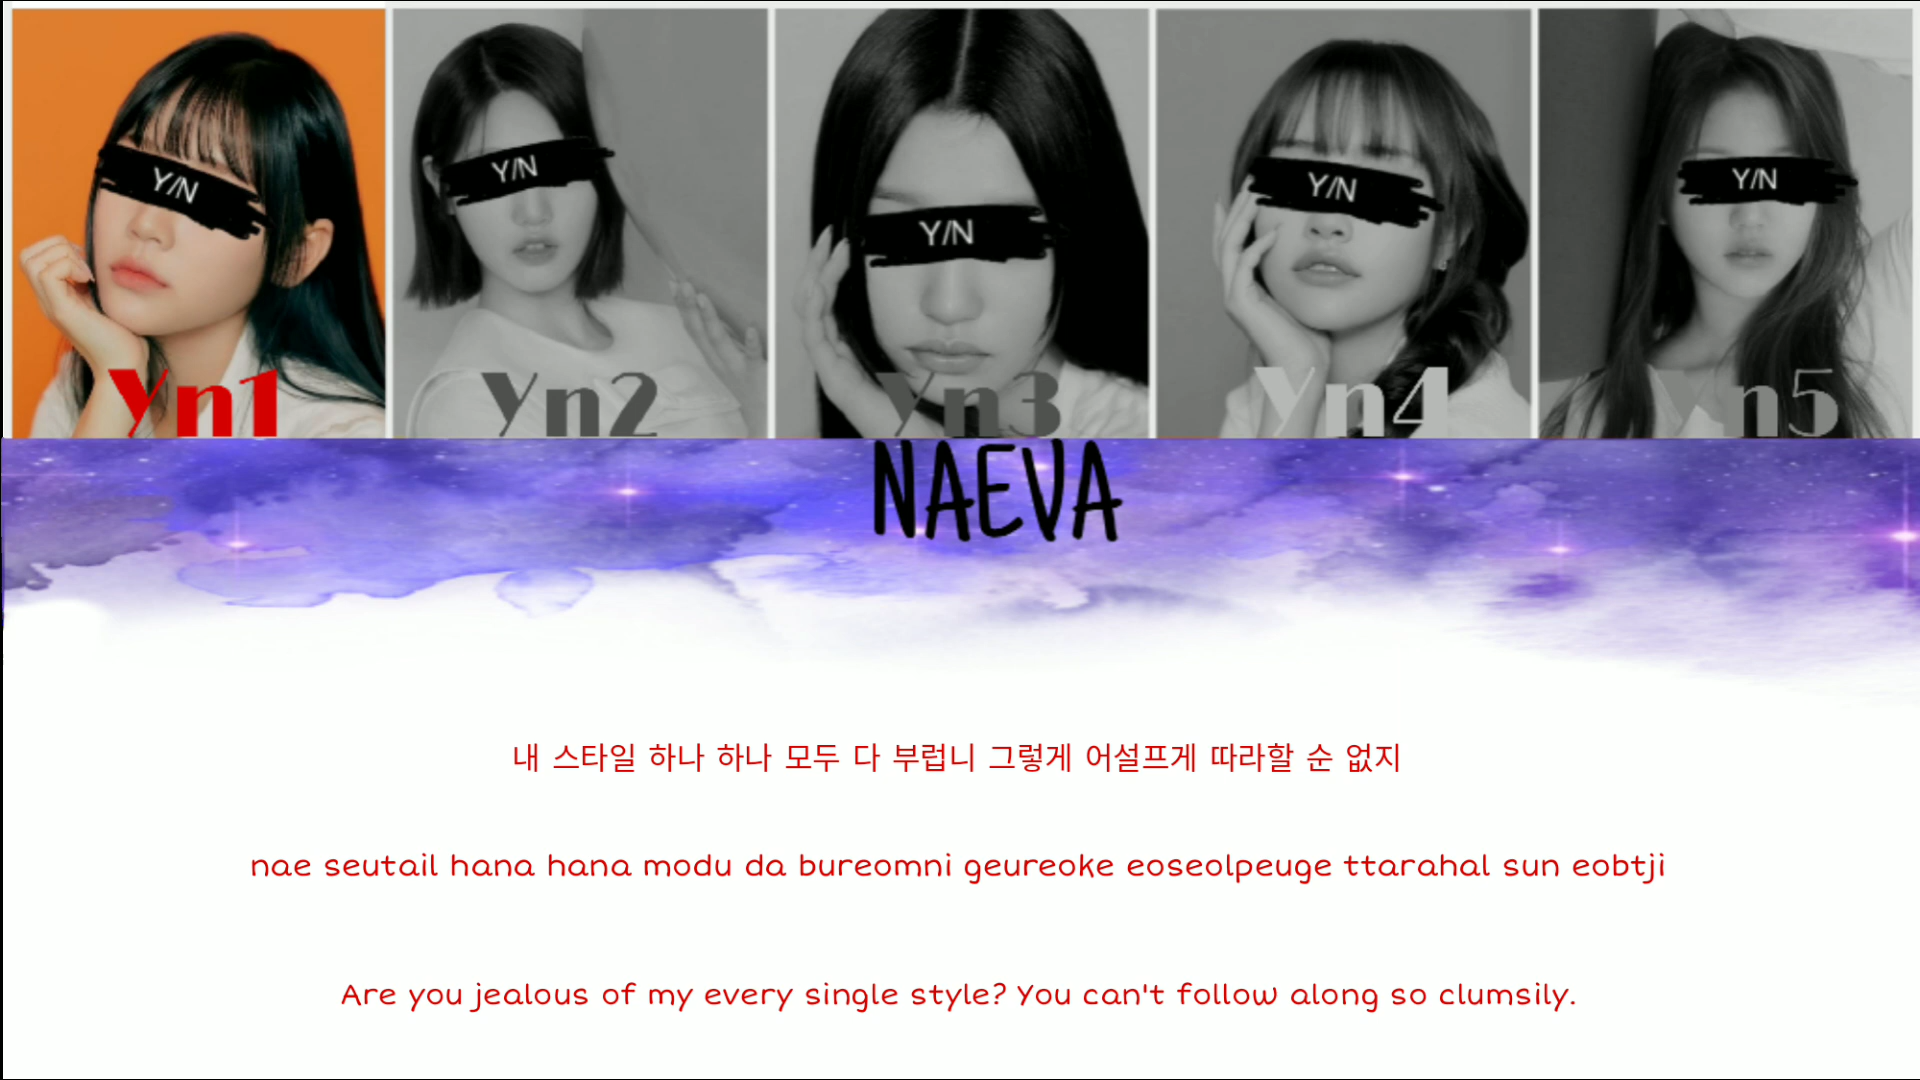 Y/N
Y/N
Y/N
Y/N
Y/N
Yn1
Yn2
Yn3
Yn4
Yn5
NAEVA
내 스타일 하나 하나 모두 다 부럽니 그렇게 어설프게 따라할 순 없지
nae seutail hana hana modu da bureomni geureoke eoseolpeuge ttarahal sun eobtji
Are you jealous of my every single style? You can't follow along so clumsily.